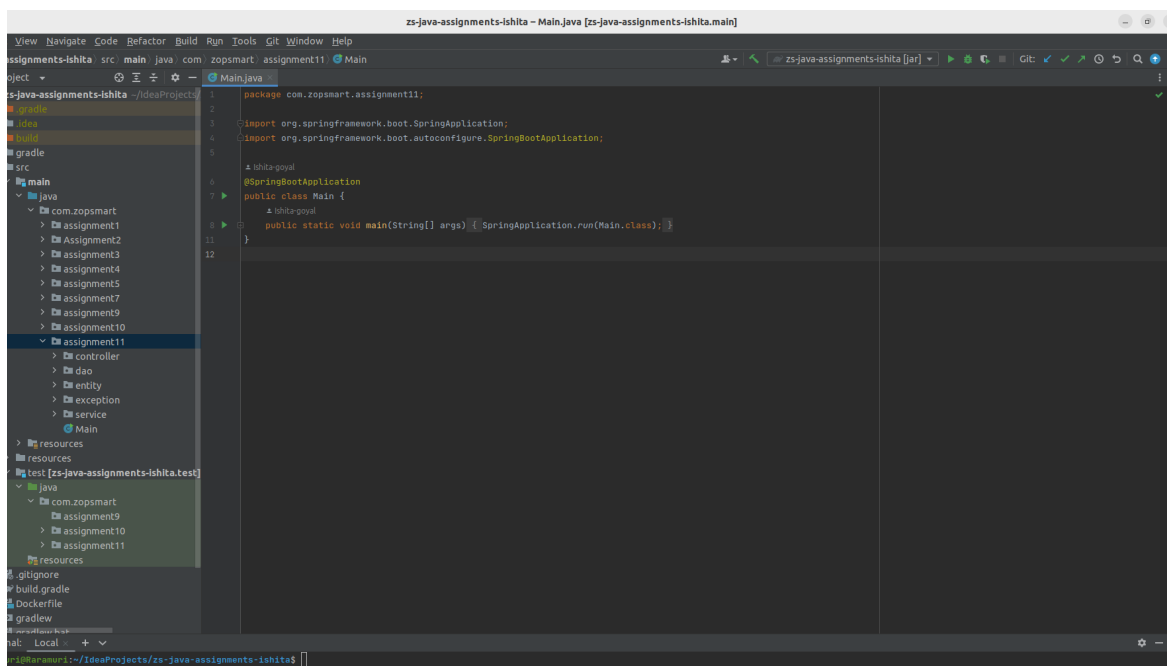 zs-java-assignments-ishita – Main.java [zs-java-assignments-ishita.main]
View Navigate Code Refactor Build Run Tools Git Window Help
ssignments-ishita src main java com zopsmart assignment11 Main
zs-java-assignments-ishita [jar] Git:
oject
Main.java
zs-java-assignments-ishita ~/IdeaProjects/
.gradle
.idea
build
gradle
src
main
java
com.zopsmart
assignment1
Assignment2
assignment3
assignment4
assignment5
assignment7
assignment9
assignment10
assignment11
controller
dao
entity
exception
service
Main
resources
resources
test [zs-java-assignments-ishita.test]
java
com.zopsmart
assignment9
assignment10
assignment11
resources
.gitignore
build.gradle
Dockerfile
gradlew
gradlew.bat
1 package com.zopsmart.assignment11;
2
3 import org.springframework.boot.SpringApplication;
4 import org.springframework.boot.autoconfigure.SpringBootApplication;
5
Ishita-goyal
6 @SpringBootApplication
7 public class Main {
Ishita-goyal
8 public static void main(String[] args) { SpringApplication.run(Main.class); }
11 }
12
nal: Local
uri@Raramuri:~/IdeaProjects/zs-java-assignments-ishita$